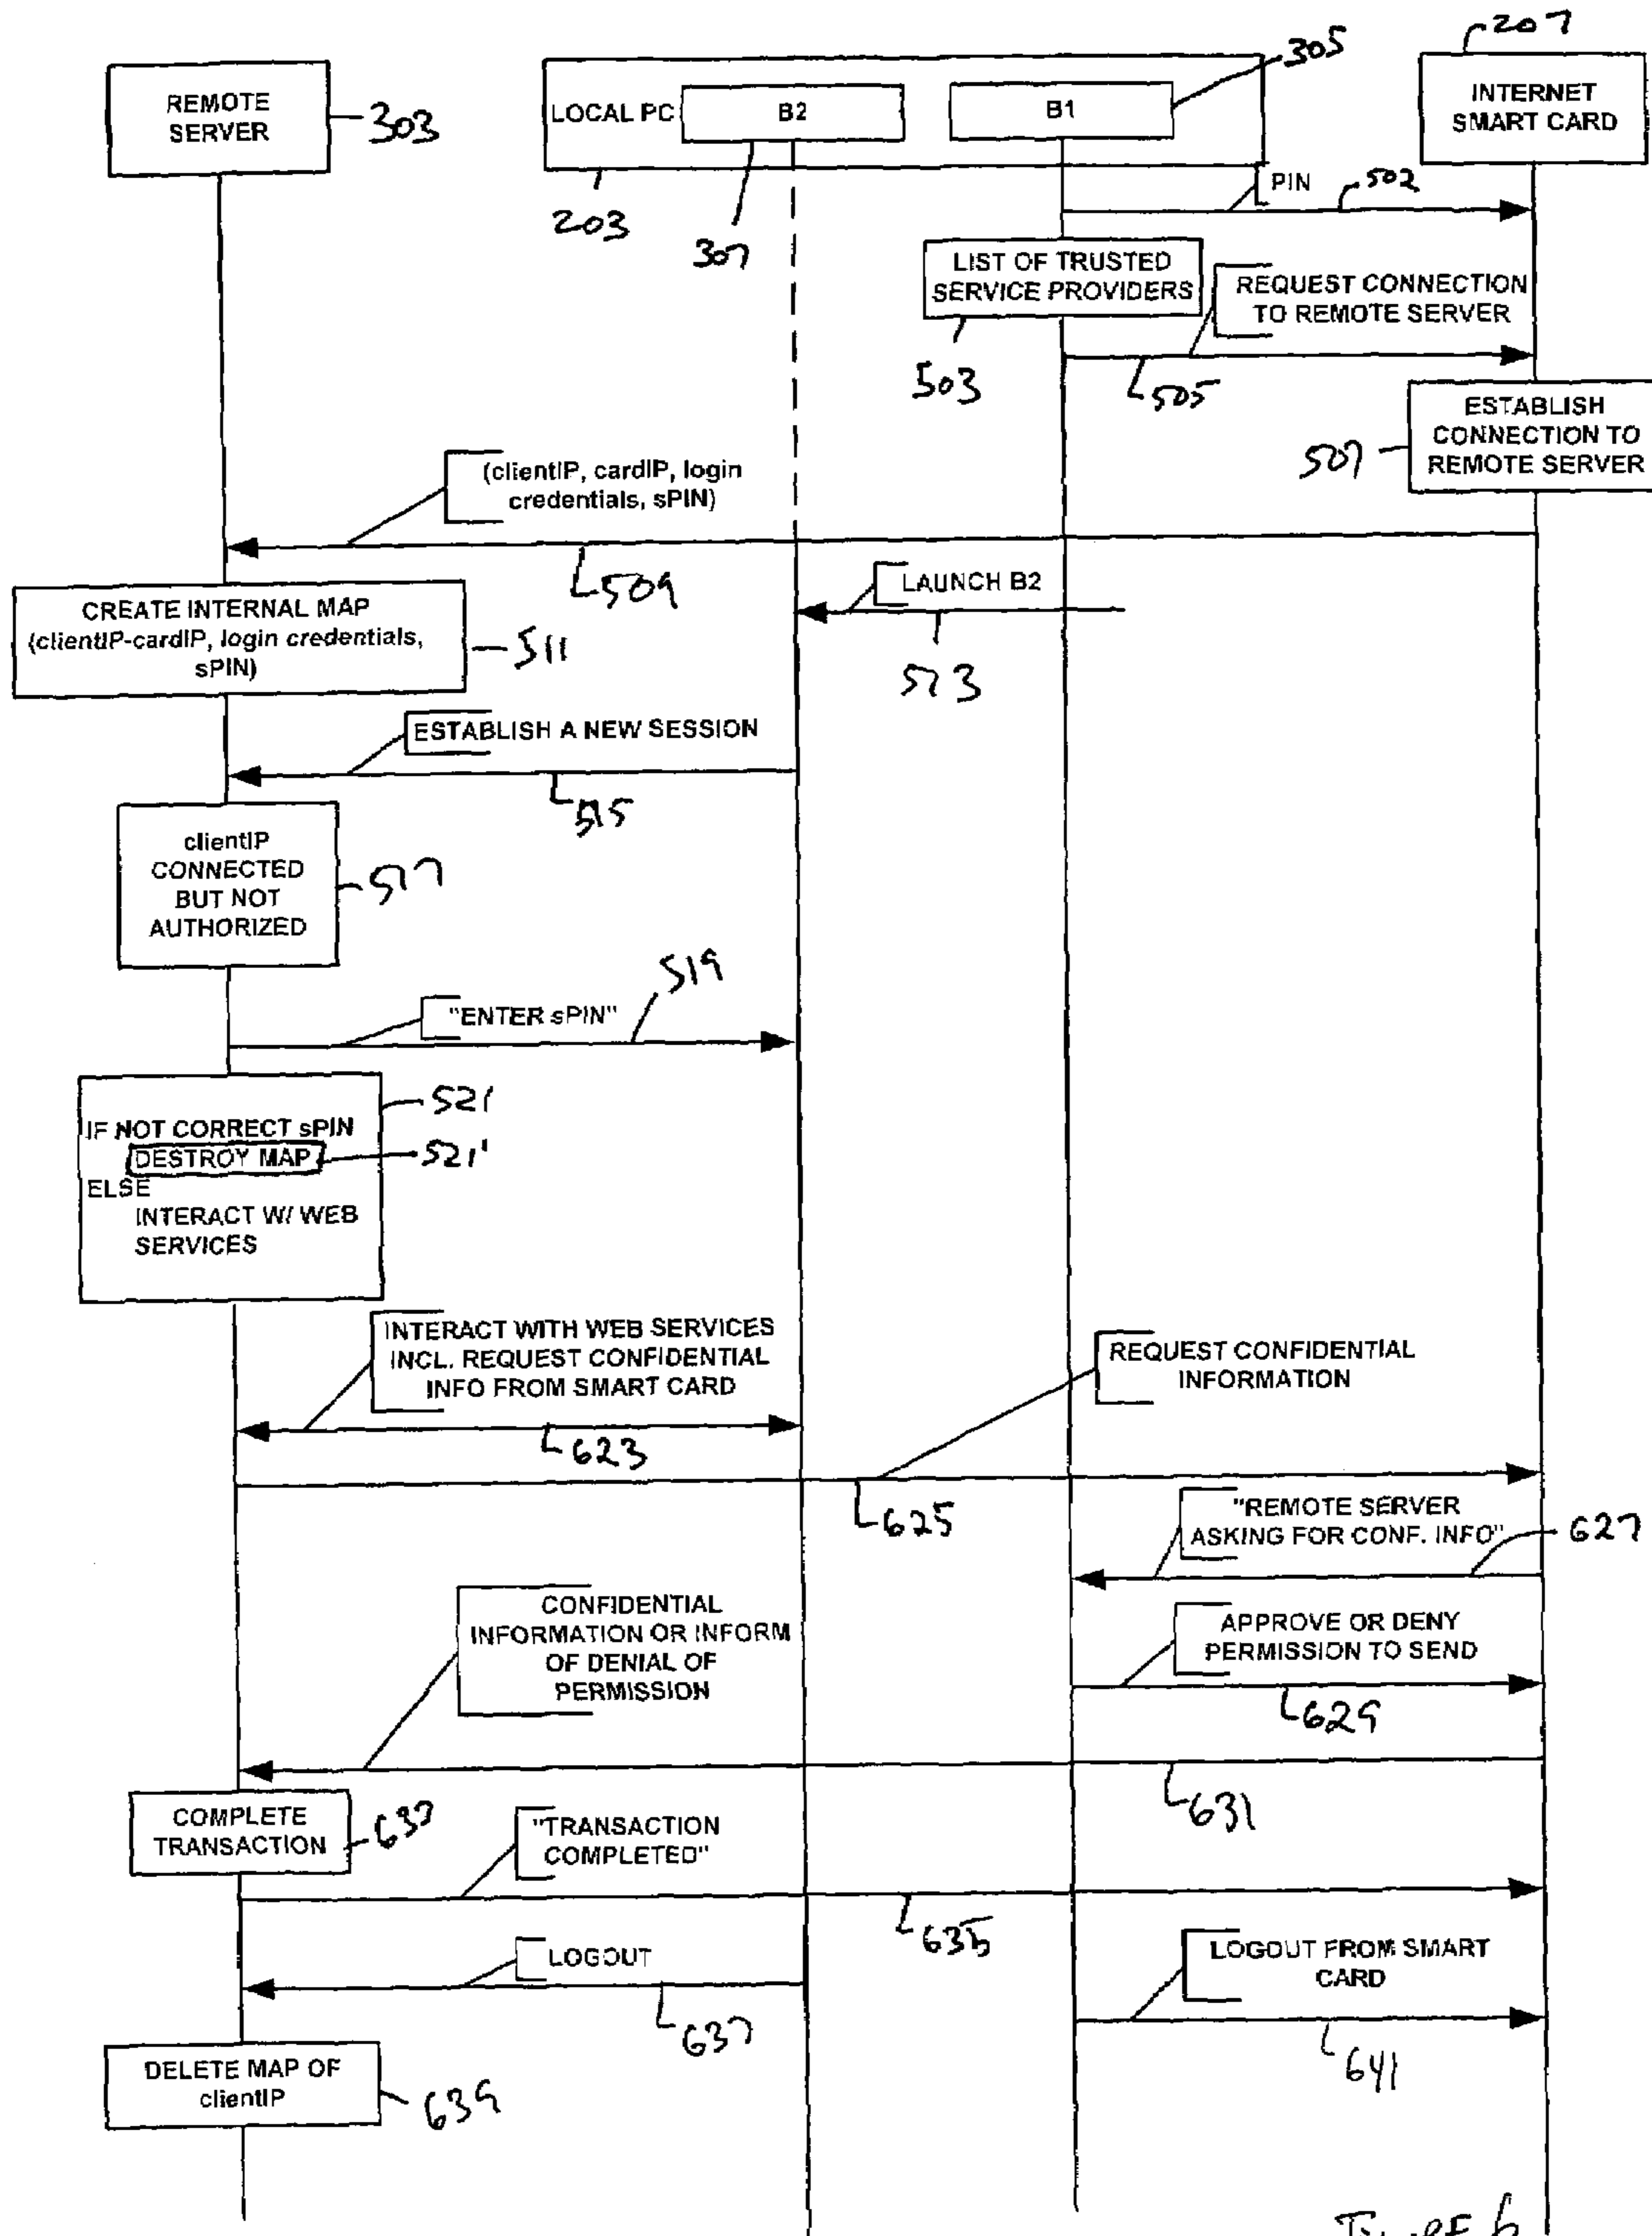 207
305
REMOTE
SERVER
303
LOCAL PC
B2
B1
INTERNET
SMART CARD
203
307
PIN
502
LIST OF TRUSTED
SERVICE PROVIDERS
503
REQUEST CONNECTION
TO REMOTE SERVER
505
ESTABLISH
CONNECTION TO
REMOTE SERVER
507
(clientIP, cardIP, login
credentials, sPIN)
509
LAUNCH B2
513
CREATE INTERNAL MAP
(clientIP-cardIP, login credentials,
sPIN)
511
ESTABLISH A NEW SESSION
515
clientIP
CONNECTED
BUT NOT
AUTHORIZED
517
"ENTER sPIN"
519
IF NOT CORRECT sPIN
DESTROY MAP
ELSE
INTERACT W/ WEB
SERVICES
521
521'
INTERACT WITH WEB SERVICES
INCL. REQUEST CONFIDENTIAL
INFO FROM SMART CARD
623
REQUEST CONFIDENTIAL
INFORMATION
625
"REMOTE SERVER
ASKING FOR CONF. INFO"
627
APPROVE OR DENY
PERMISSION TO SEND
629
CONFIDENTIAL
INFORMATION OR INFORM
OF DENIAL OF
PERMISSION
631
COMPLETE
TRANSACTION
633
"TRANSACTION
COMPLETED"
635
LOGOUT
637
LOGOUT FROM SMART
CARD
641
DELETE MAP OF
clientIP
639
Figure 6